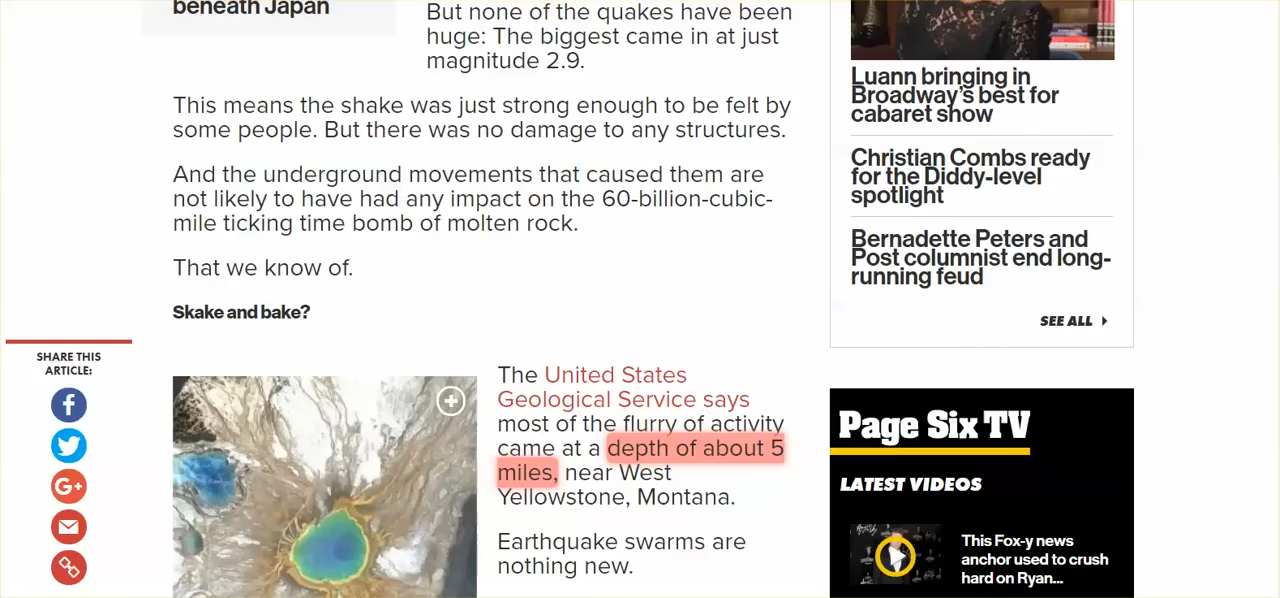 beneath Japan
But none of the quakes have been
huge: The biggest came in at just
magnitude 2.9.
This means the shake was just strong enough to be felt by
some people. But there was no damage to any structures.
And the underground movements that caused them are
not likely to have had any impact on the 60-billion-cubic-
mile ticking time bomb of molten rock.
That we know of.
Skake and bake?
SHARE THIS
ARTICLE:
The United States
Geological Service says
most of the flurry of activity
came at a depth of about 5
miles, near West
Yellowstone, Montana.
Earthquake swarms are
nothing new.
Luann bringing in
Broadway's best for
cabaret show
Christian Combs ready
for the Diddy-level
spotlight
Bernadette Peters and
Post columnist end long-
running feud
SEE ALL
Page Six TV
LATEST VIDEOS
This Fox-y news
anchor used to crush
hard on Ryan...